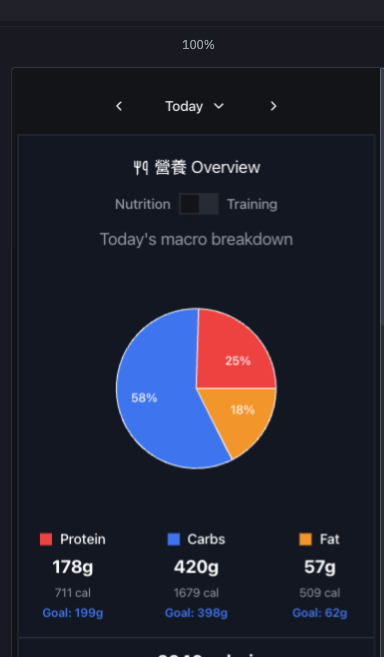 100%
Today
營養 Overview
Nutrition Training
Today's macro breakdown
25%
58%
18%
Protein Carbs Fat
178g 420g 57g
711 cal 1679 cal 509 cal
Goal: 199g Goal: 398g Goal: 62g